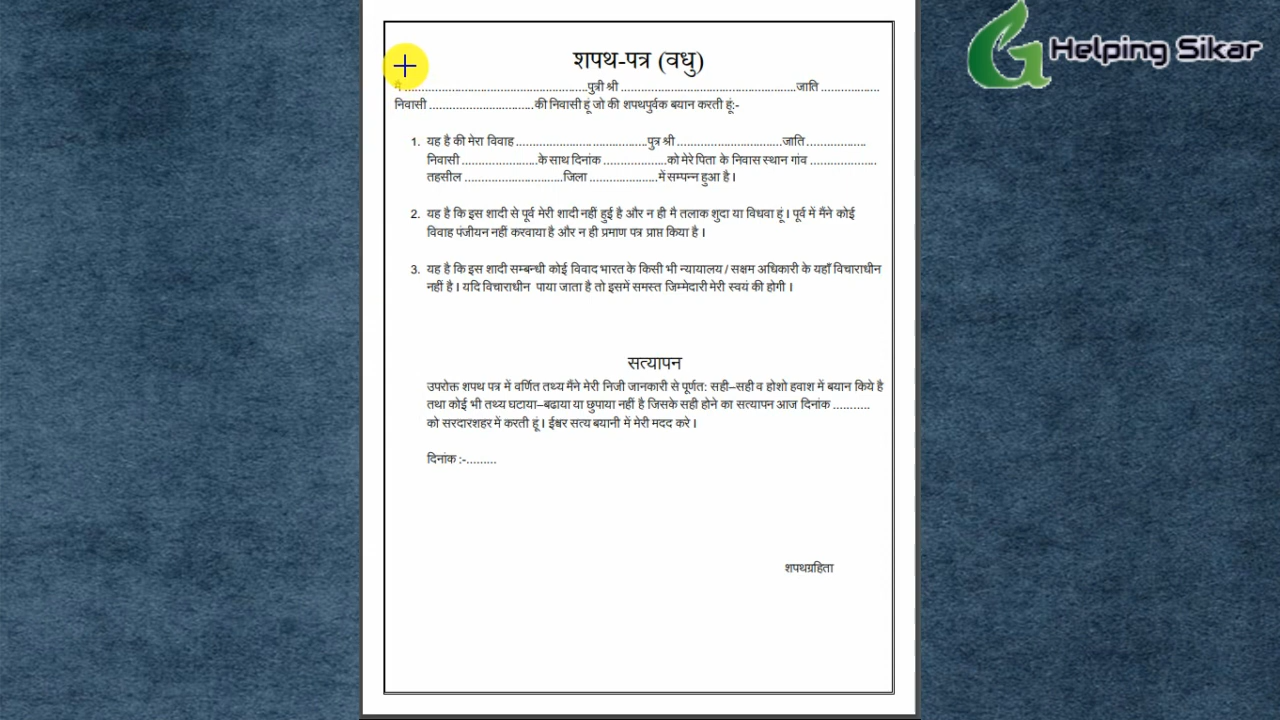 Helping Sikar
शपथ-पत्र (वधु)
मै ......................................................पुत्री श्री ....................................................जाति .................
निवासी ...............................की निवासी हूं जो की शपथपुर्वक बयान करती हूं:-
1. यह है की मेरा विवाह .......................................पुत्र श्री ...............................जाति .................
निवासी .......................के साथ दिनांक ...................को मेरे पिता के निवास स्थान गांव ...................
तहसील .............................जिला ....................में सम्पन्न हुआ है ।
2. यह है कि इस शादी से पूर्व मेरी शादी नहीं हुई है और न ही मै तलाक शुदा या विधवा हूं । पूर्व में मैंने कोई
विवाह पंजीयन नहीं करवाया है और न ही प्रमाण पत्र प्राप्त किया है ।
3. यह है कि इस शादी सम्बन्धी कोई विवाद भारत के किसी भी न्यायालय / सक्षम अधिकारी के यहाँ विचाराधीन
नहीं है । यदि विचाराधीन पाया जाता है तो इसमें समस्त जिम्मेदारी मेरी स्वयं की होगी ।
सत्यापन
उपरोक्त शपथ पत्र में वर्णित तथ्य मैंने मेरी निजी जानकारी से पूर्णत: सही–सही व होशो हवाश में बयान किये है
तथा कोई भी तथ्य घटाया–बढाया या छुपाया नहीं है जिसके सही होने का सत्यापन आज दिनांक ...........
को सरदारशहर में करती हूं । ईश्वर सत्य बयानी में मेरी मदद करे ।
दिनांक :-.........
शपथग्रहिता